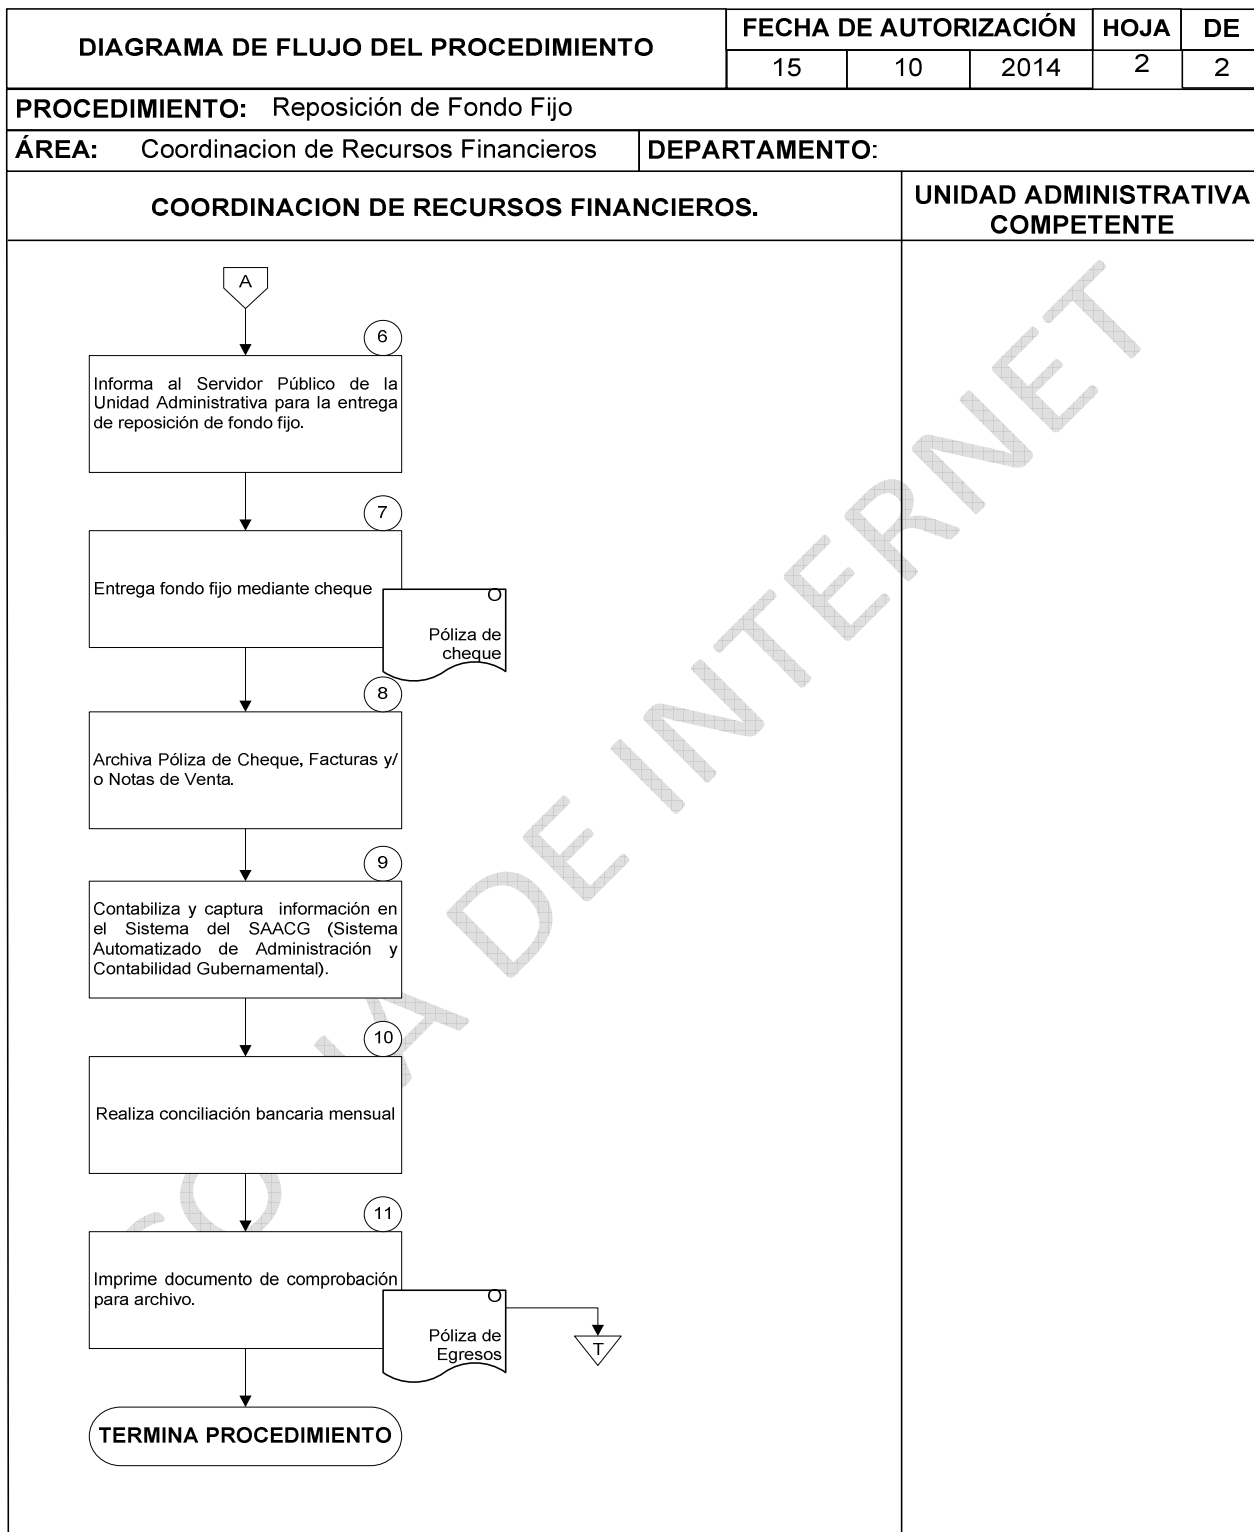 DIAGRAMA DE FLUJO DEL PROCEDIMIENTO
FECHA DE AUTORIZACIÓN
HOJA
DE
15
10
2014
2
2
PROCEDIMIENTO: Reposición de Fondo Fijo
ÁREA: Coordinacion de Recursos Financieros
DEPARTAMENTO:
COORDINACION DE RECURSOS FINANCIEROS.
UNIDAD ADMINISTRATIVA
COMPETENTE
A
6
Informa al Servidor Público de la
Unidad Administrativa para la entrega
de reposición de fondo fijo.
7
Entrega fondo fijo mediante cheque
O
Póliza de
cheque
8
Archiva Póliza de Cheque, Facturas y/
o Notas de Venta.
9
Contabiliza y captura información en
el Sistema del SAACG (Sistema
Automatizado de Administración y
Contabilidad Gubernamental).
10
Realiza conciliación bancaria mensual
11
Imprime documento de comprobación
para archivo.
O
Póliza de
Egresos
T
TERMINA PROCEDIMIENTO
DE INTERNET